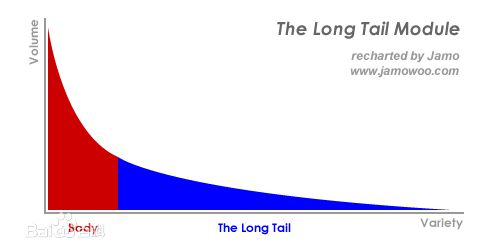 The Long Tail Module
recharted by Jamo
www.jamowoo.com
Volume
Variety
Body
The Long Tail